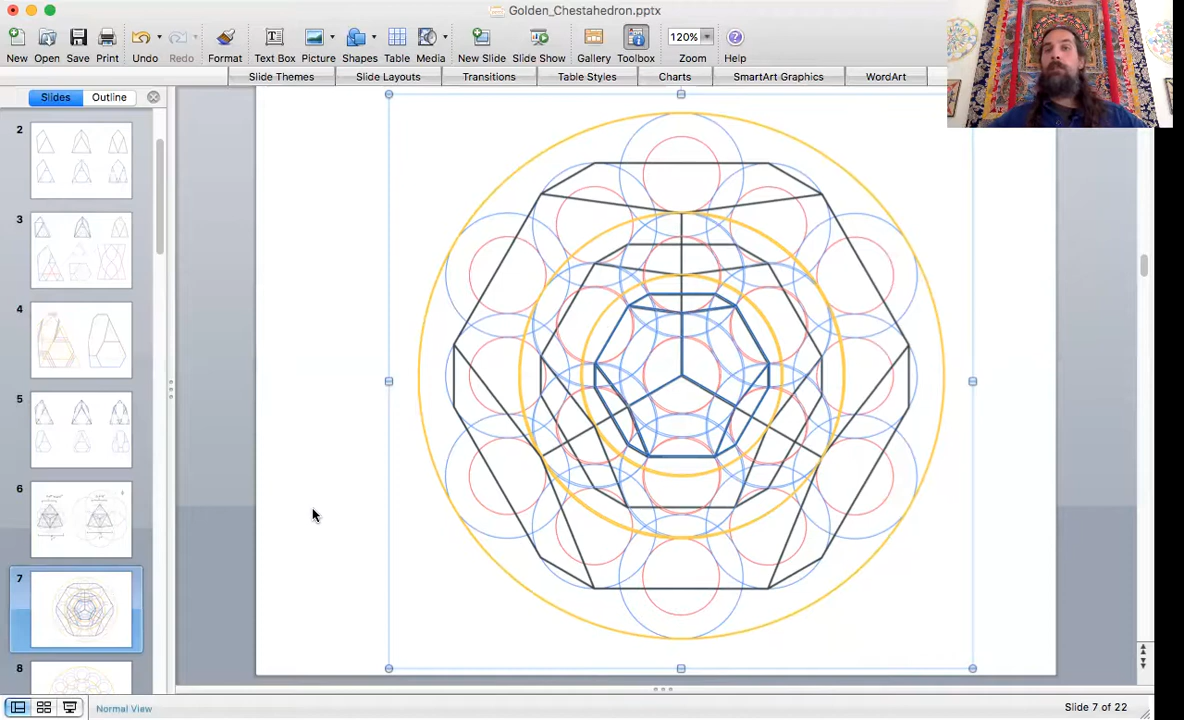 Golden_Chestahedron.pptx
120%
New Open Save Print Undo Redo Format Text Box Picture Shapes Table Media New Slide Slide Show Gallery Toolbox Zoom Help
Slide Themes Slide Layouts Transitions Table Styles Charts SmartArt Graphics WordArt
Slides Outline
2
3
4
5
6
7
8
Normal View
Slide 7 of 22